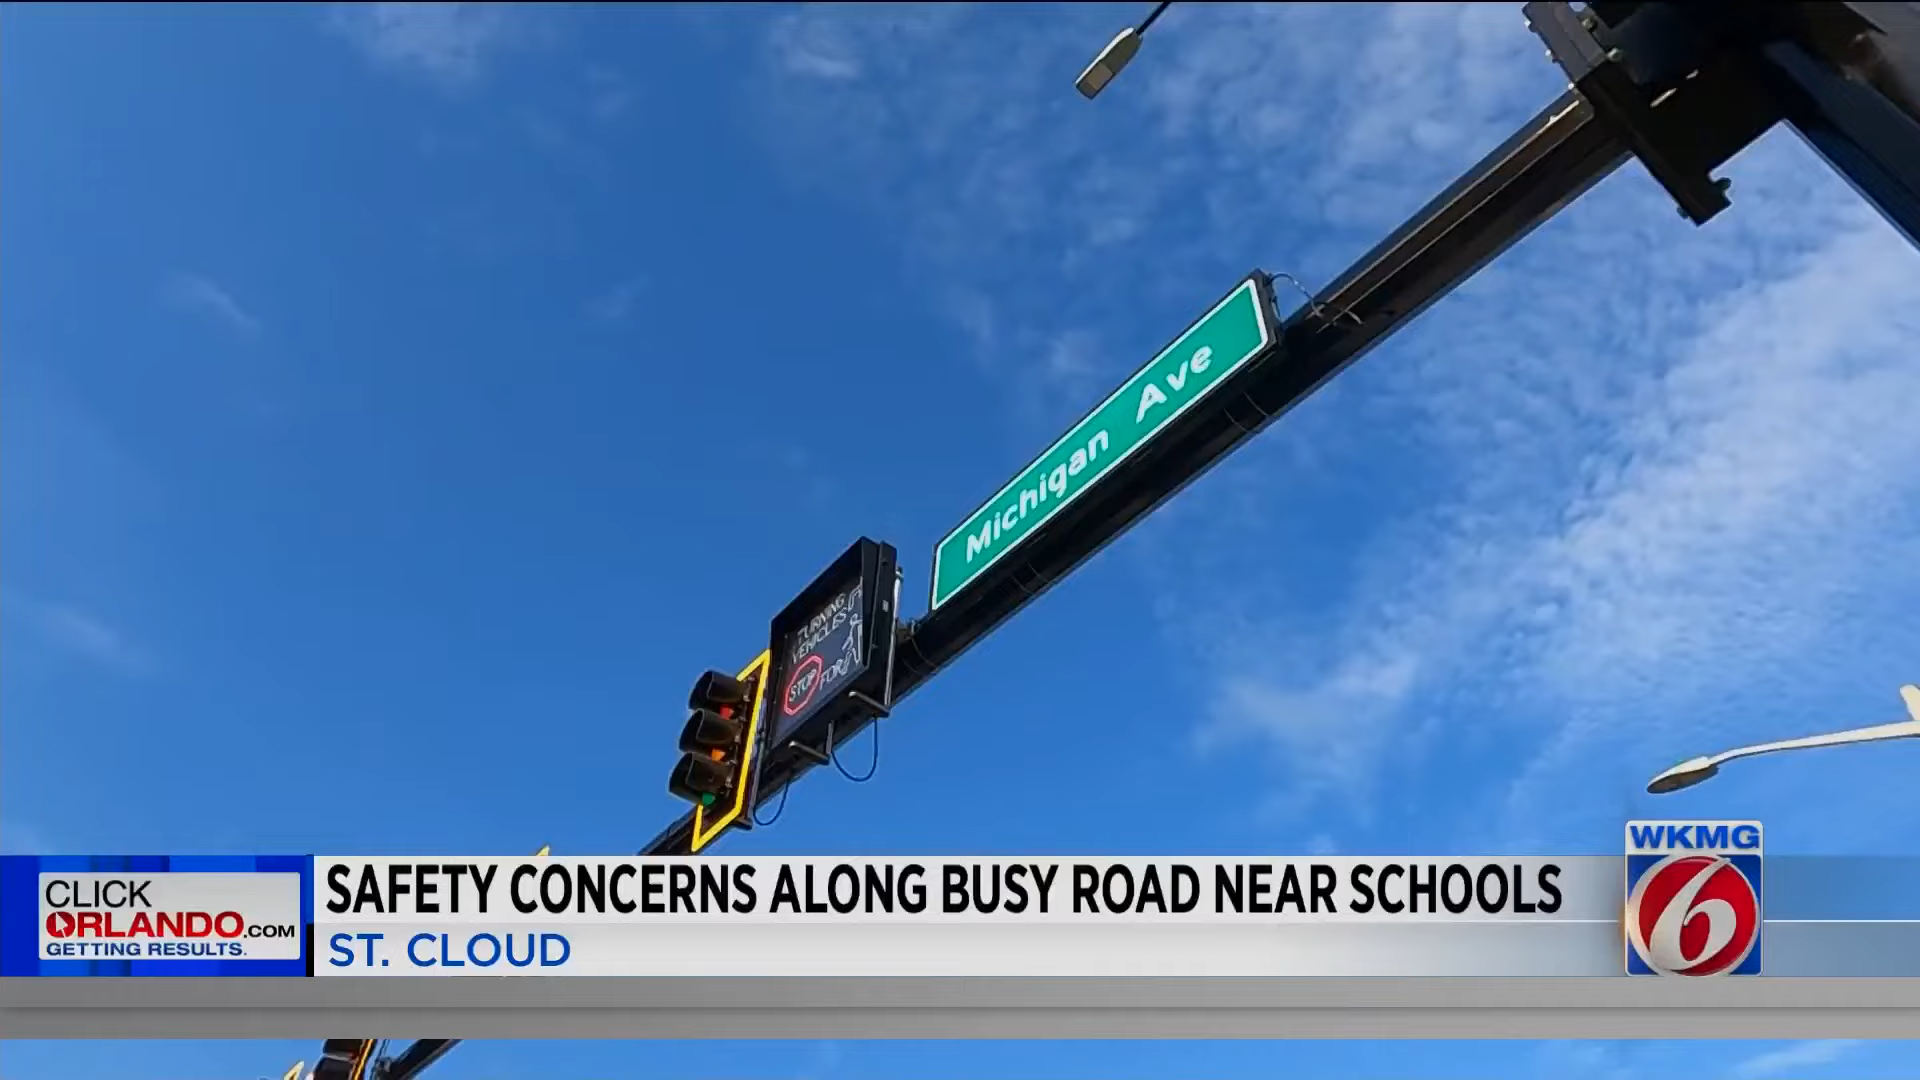 Michigan Ave
TURNING
VEHICLES
STOP FOR
SAFETY CONCERNS ALONG BUSY ROAD NEAR SCHOOLS
ST. CLOUD
CLICK
ORLANDO.COM
GETTING RESULTS.
WKMG
6